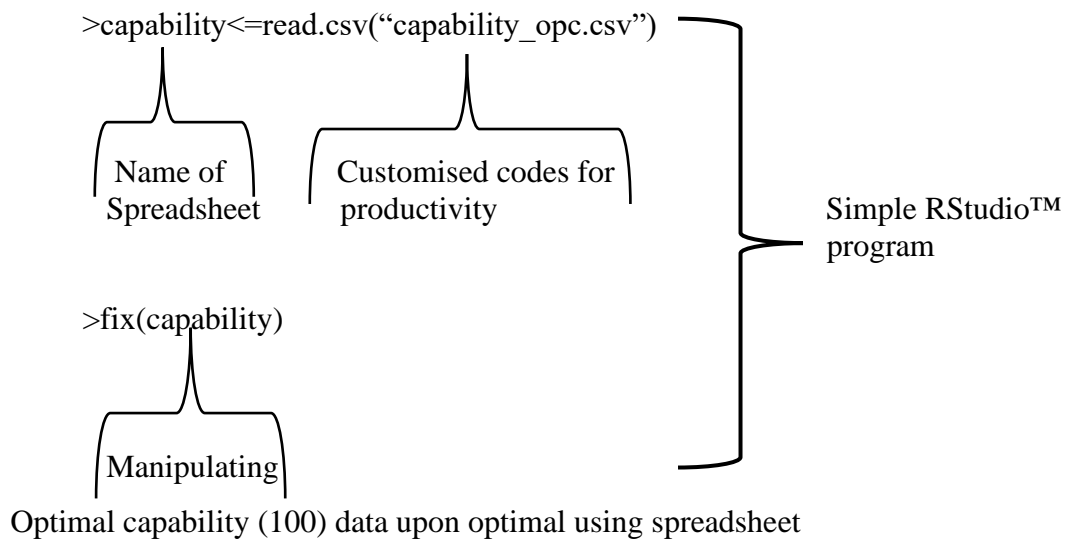 >capability<=read.csv(“capability_opc.csv”)
Name of
Spreadsheet
Customised codes for
productivity
Simple RStudio™
program
>fix(capability)
Manipulating
Optimal capability (100) data upon optimal using spreadsheet